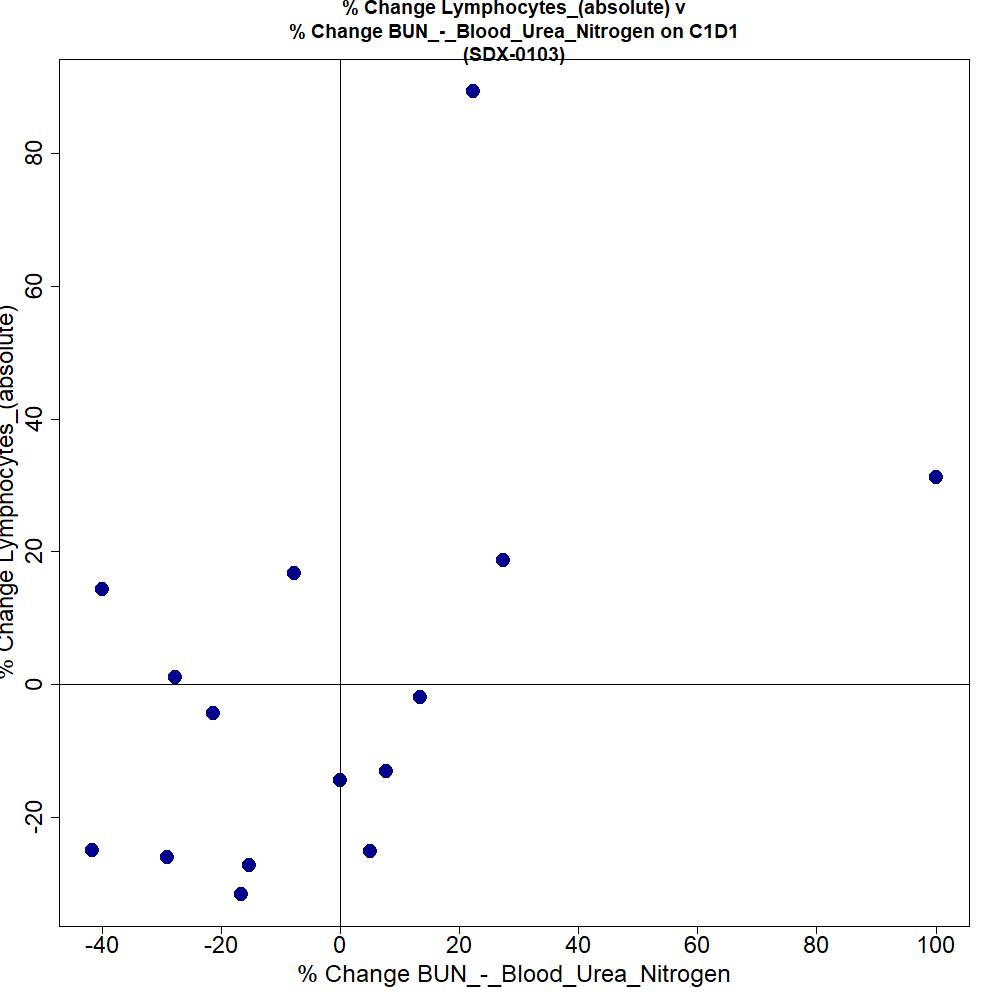 % Change Lymphocytes_(absolute) v
% Change BUN_-_Blood_Urea_Nitrogen on C1D1
(SDX-0103)
% Change Lymphocytes_(absolute)
80
60
40
20
0
-20
-40 -20 0 20 40 60 80 100
% Change BUN_-_Blood_Urea_Nitrogen